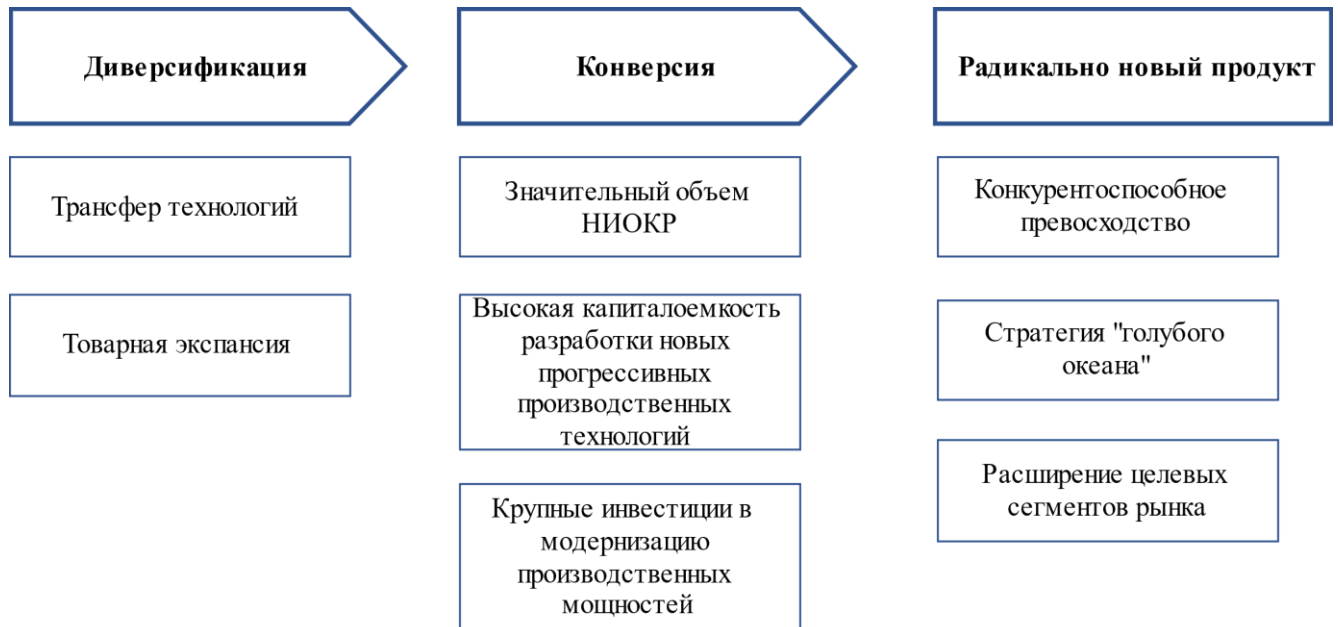 Диверсификация
Конверсия
Радикально новый продукт
Трансфер технологий
Товарная экспансия
Значительный объем
НИОКР
Высокая капиталоемкость
разработки новых
прогрессивных
производственных
технологий
Крупные инвестиции в
модернизацию
производственных
мощностей
Конкурентоспособное
превосходство
Стратегия "голубого
океана"
Расширение целевых
сегментов рынка